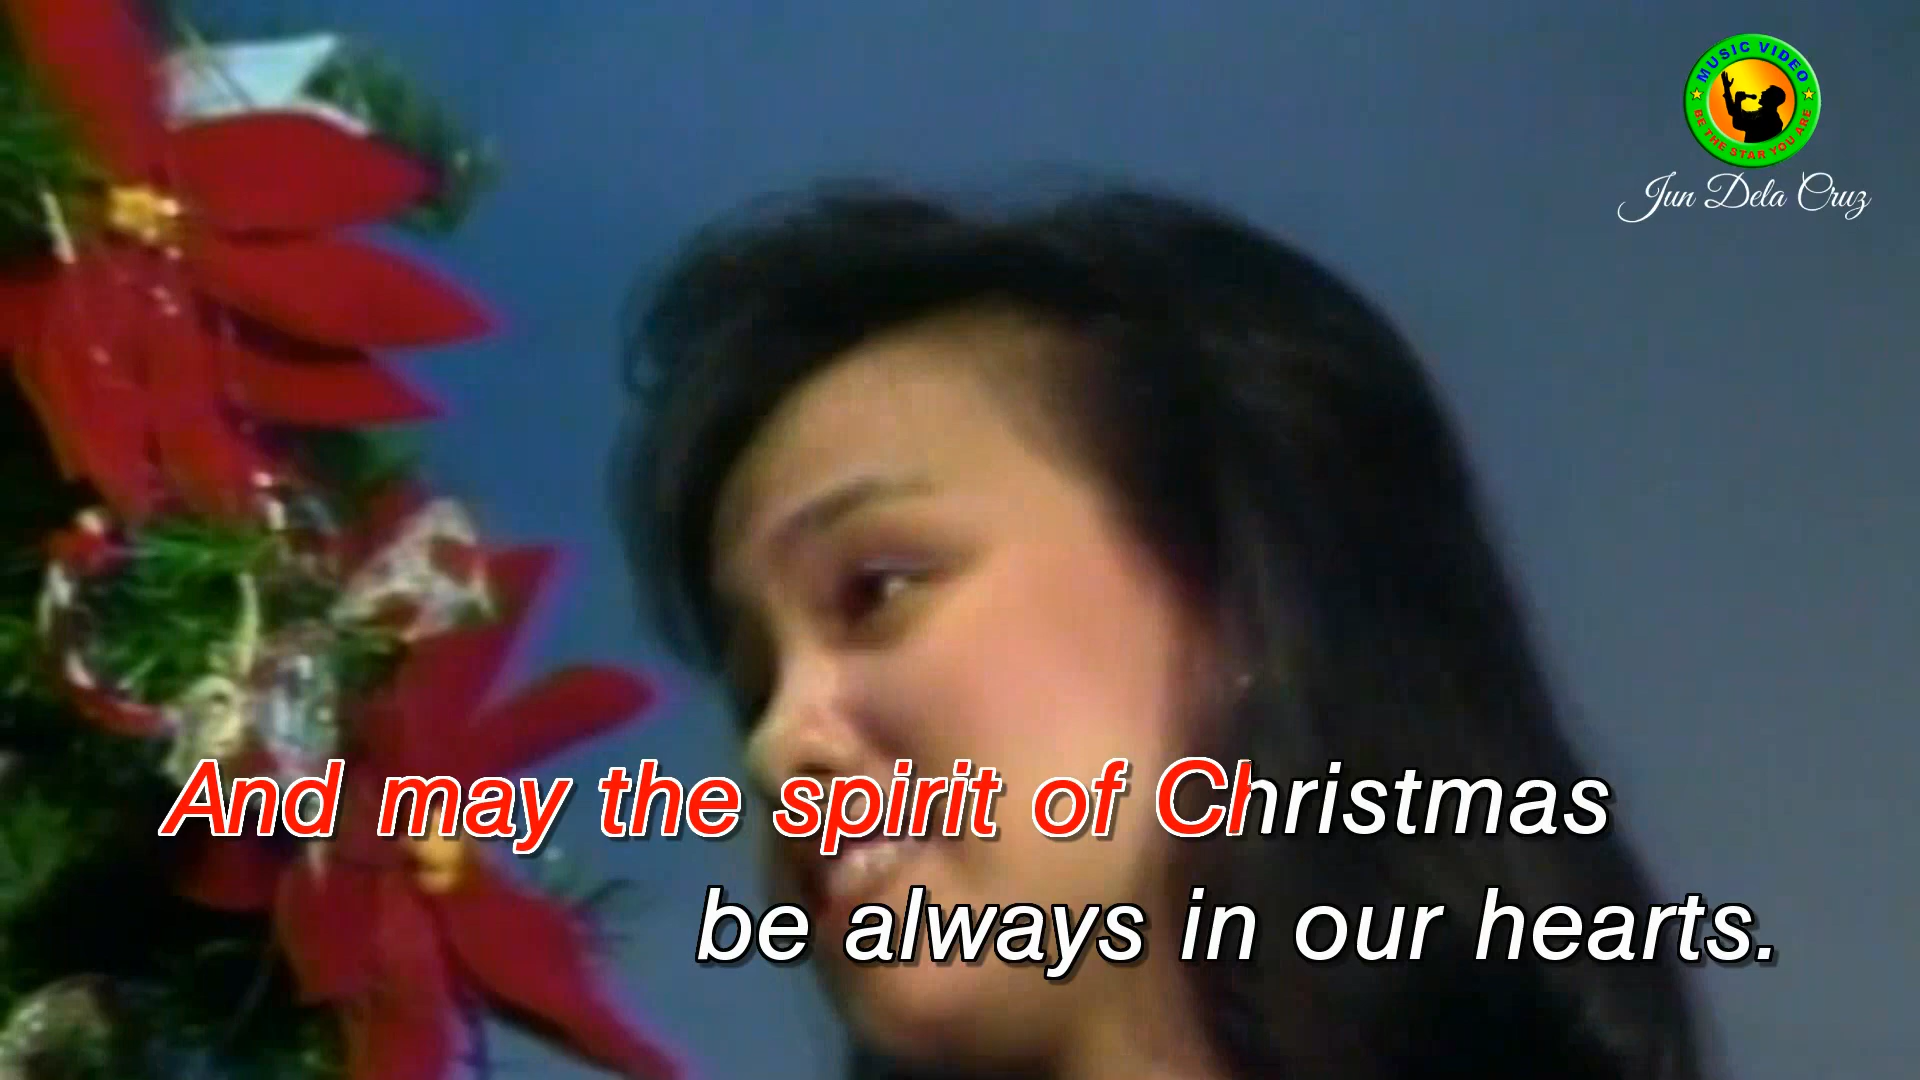 MUSIC VIDEO
BE THE STAR YOU ARE
Jun Dela Cruz
And may the spirit of Christmas
be always in our hearts.